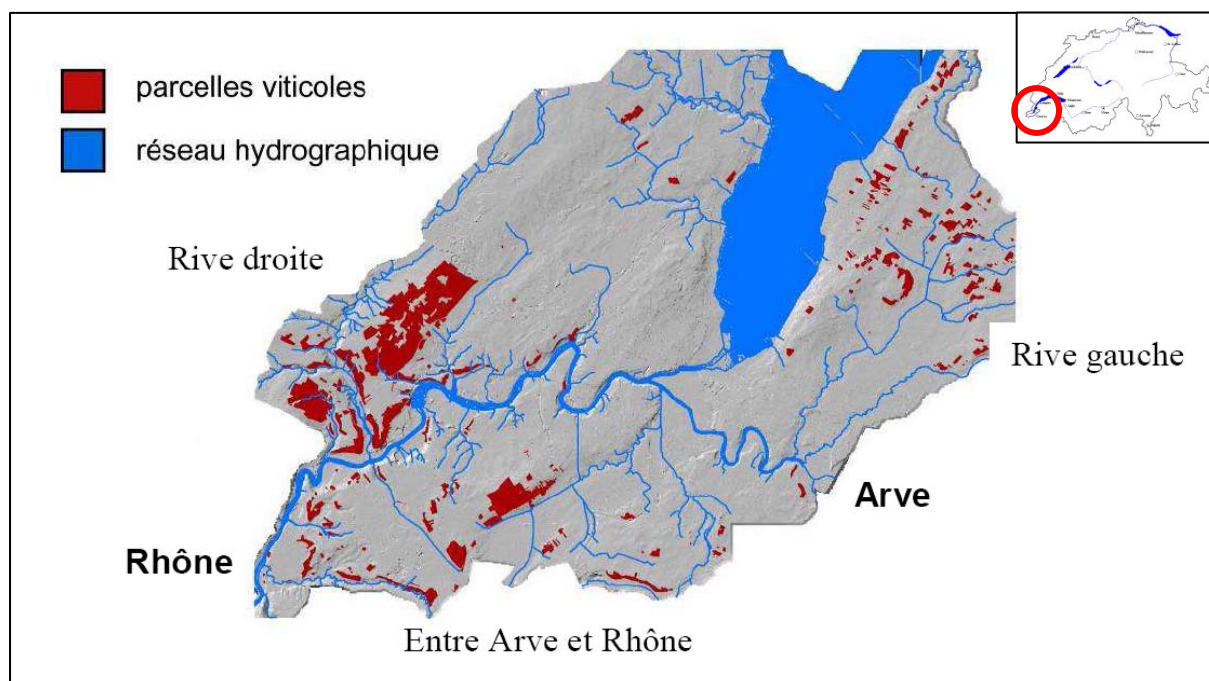 parcelles viticoles
réseau hydrographique
Rive droite
Rive gauche
Arve
Rhône
Entre Arve et Rhône